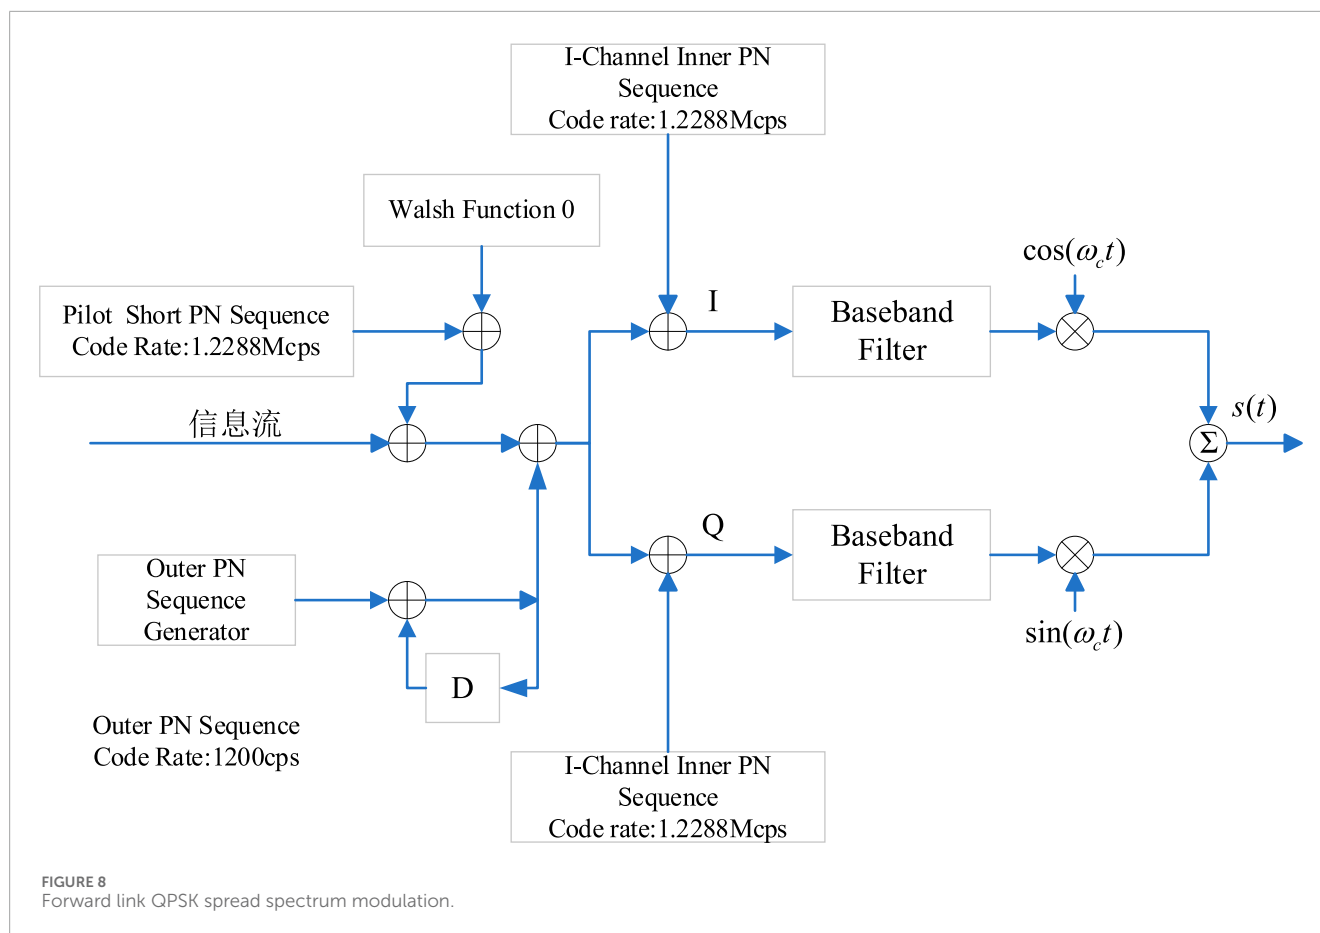 I-Channel Inner PN
Sequence
Code rate:1.2288Mcps
Walsh Function 0
cos(ω_c t)
Pilot Short PN Sequence
Code Rate:1.2288Mcps
I
Baseband
Filter
信息流
s(t)
Σ
Q
Baseband
Filter
Outer PN
Sequence
Generator
sin(ω_c t)
D
Outer PN Sequence
Code Rate:1200cps
I-Channel Inner PN
Sequence
Code rate:1.2288Mcps
FIGURE 8
Forward link QPSK spread spectrum modulation.